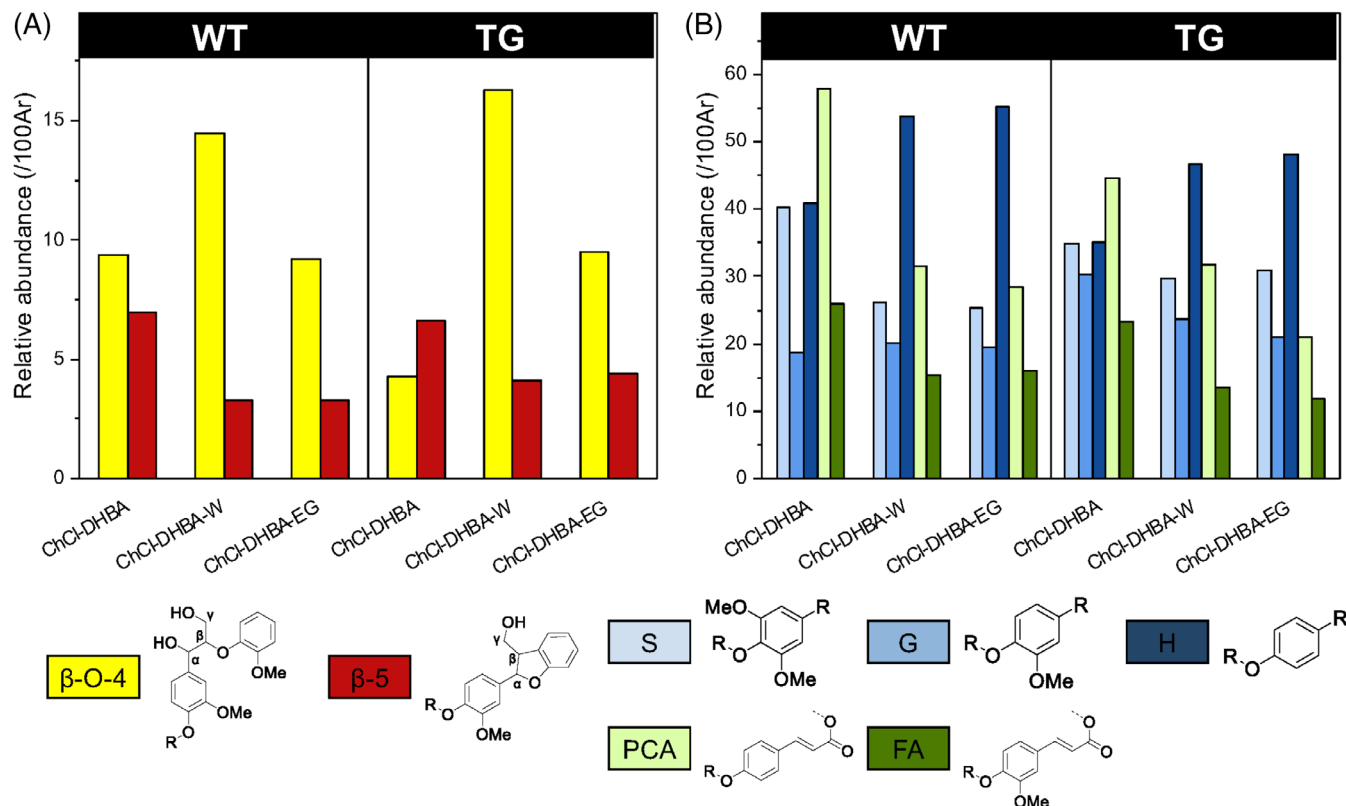 (A)
WT
TG
Relative abundance (/100Ar)
15
10
5
0
ChCl-DHBA
ChCl-DHBA-W
ChCl-DHBA-EG
ChCl-DHBA
ChCl-DHBA-W
ChCl-DHBA-EG
(B)
WT
TG
Relative abundance (/100Ar)
60
50
40
30
20
10
0
ChCl-DHBA
ChCl-DHBA-W
ChCl-DHBA-EG
ChCl-DHBA
ChCl-DHBA-W
ChCl-DHBA-EG
β-O-4
HO
γ
HO
β
α
O
OMe
OMe
O
R
β-5
OH
γ
β
α
O
R
O
OMe
S
MeO
R
R
O
OMe
G
R
R
O
OMe
H
R
R
O
PCA
O
O
R
O
FA
O
O
R
O
OMe